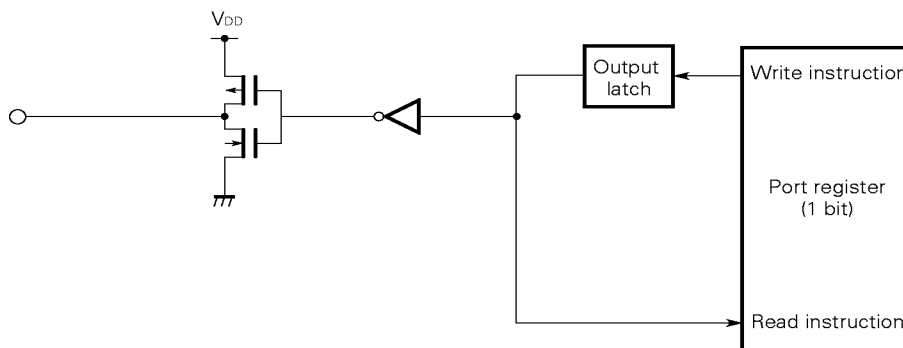 VDD
Output
latch
Write instruction
Port register
(1 bit)
Read instruction